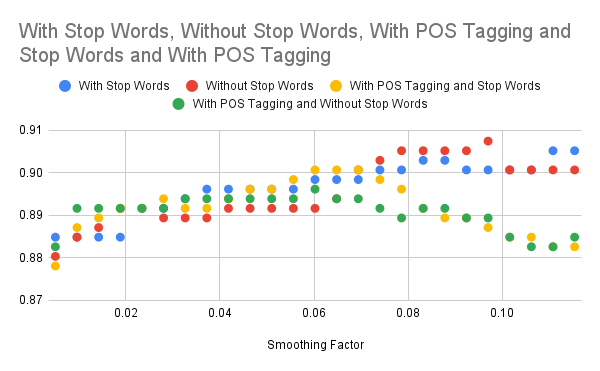 With Stop Words, Without Stop Words, With POS Tagging and
Stop Words and With POS Tagging
With Stop Words
Without Stop Words
With POS Tagging and Stop Words
With POS Tagging and Without Stop Words
0.91
0.90
0.89
0.88
0.87
0.02
0.04
0.06
0.08
0.10
Smoothing Factor